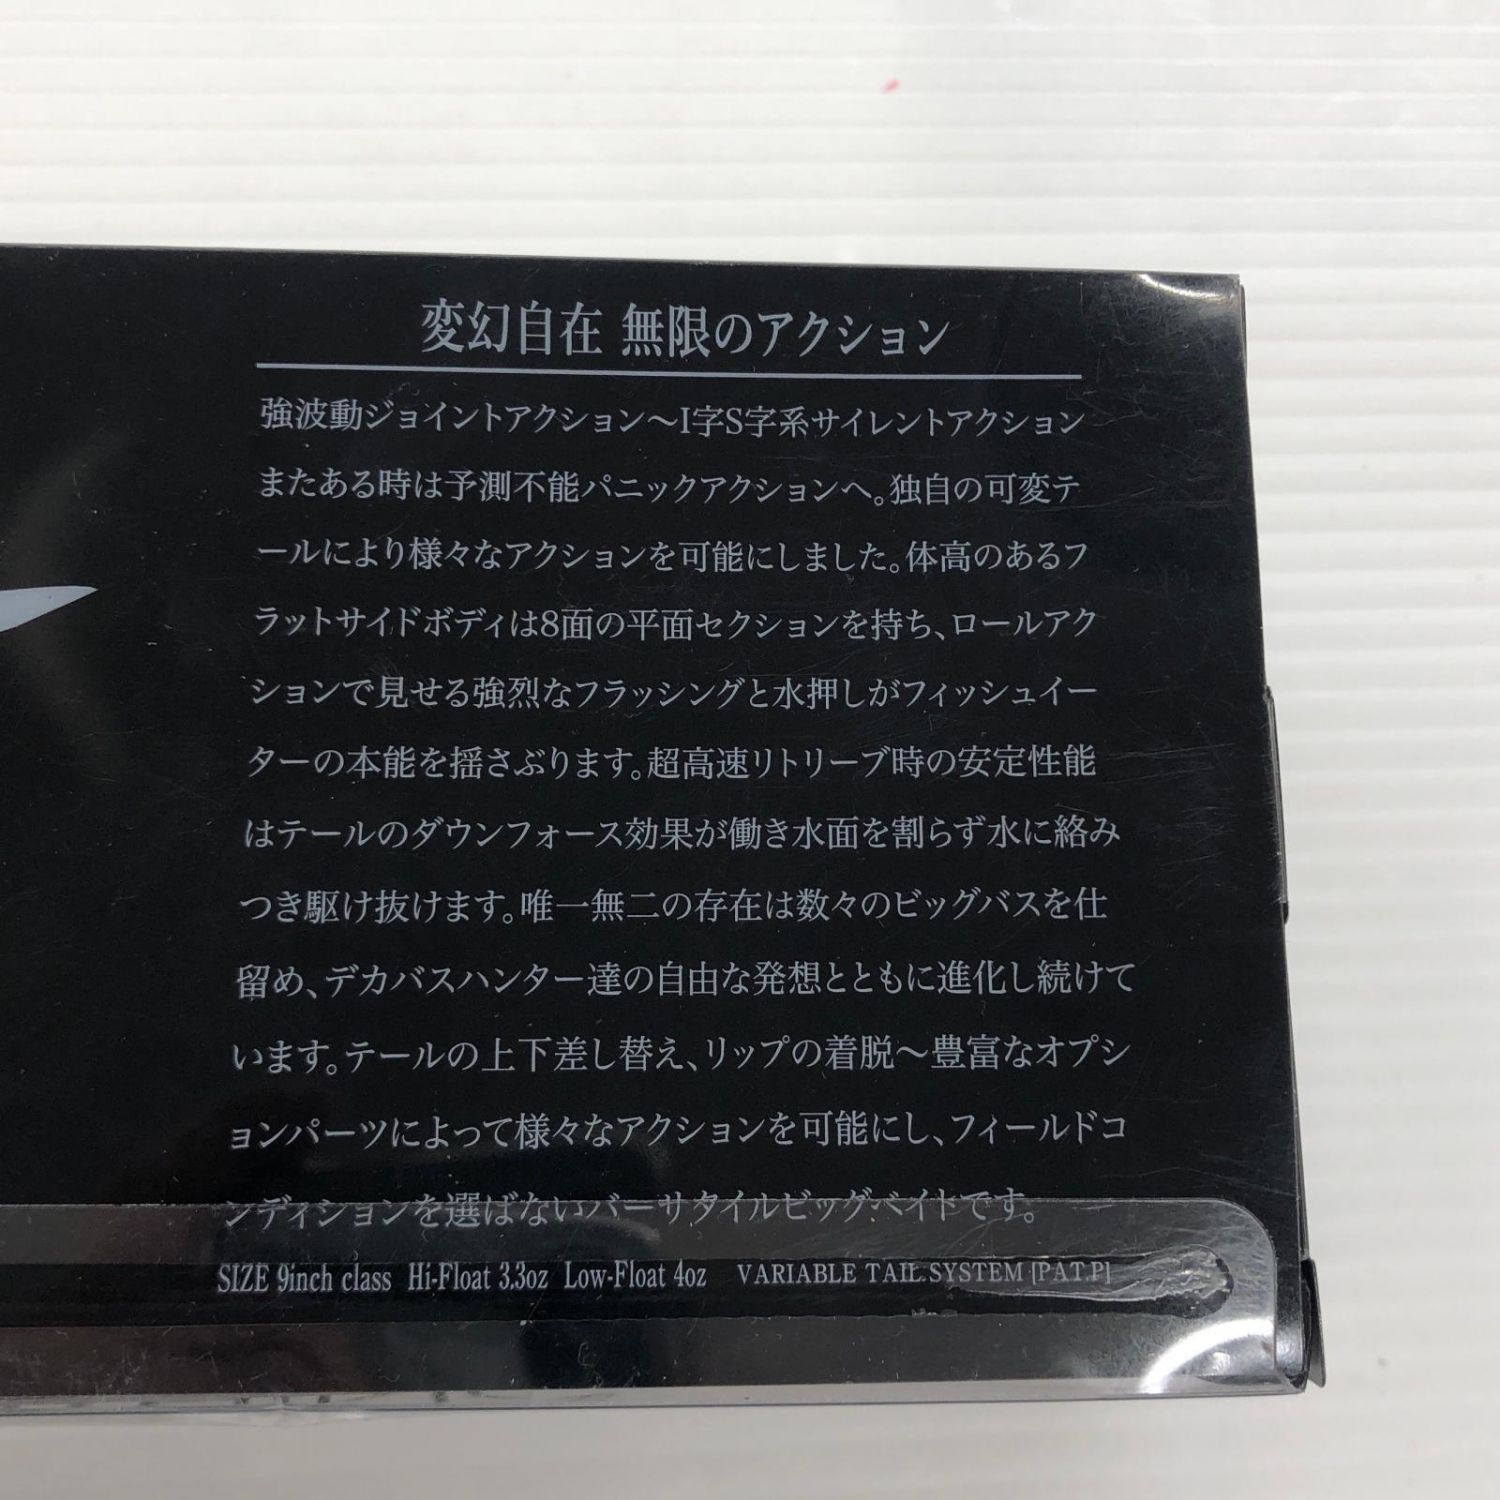 変幻自在 無限のアクション
強波動ジョイントアクション〜I字S字系サイレントアクション
またある時は予測不能パニックアクションへ。独自の可変テ
ールにより様々なアクションを可能にしました。体高のあるフ
ラットサイドボディは8面の平面セクションを持ち、ロールアク
ションで見せる強烈なフラッシングと水押しがフィッシュイー
ターの本能を揺さぶります。超高速リトリーブ時の安定性能
はテールのダウンフォース効果が働き水面を割らず水に絡み
つき駆け抜けます。唯一無二の存在は数々のビッグバスを仕
留め、デカバスハンター達の自由な発想とともに進化し続けて
います。テールの上下差し替え、リップの着脱〜豊富なオプシ
ョンパーツによって様々なアクションを可能にし、フィールドコ
ンディションを選ばないバーサタイルビッグベイトです。
SIZE 9inch class Hi-Float 3.3oz Low-Float 4oz VARIABLE TAIL.SYSTEM [PAT.P]